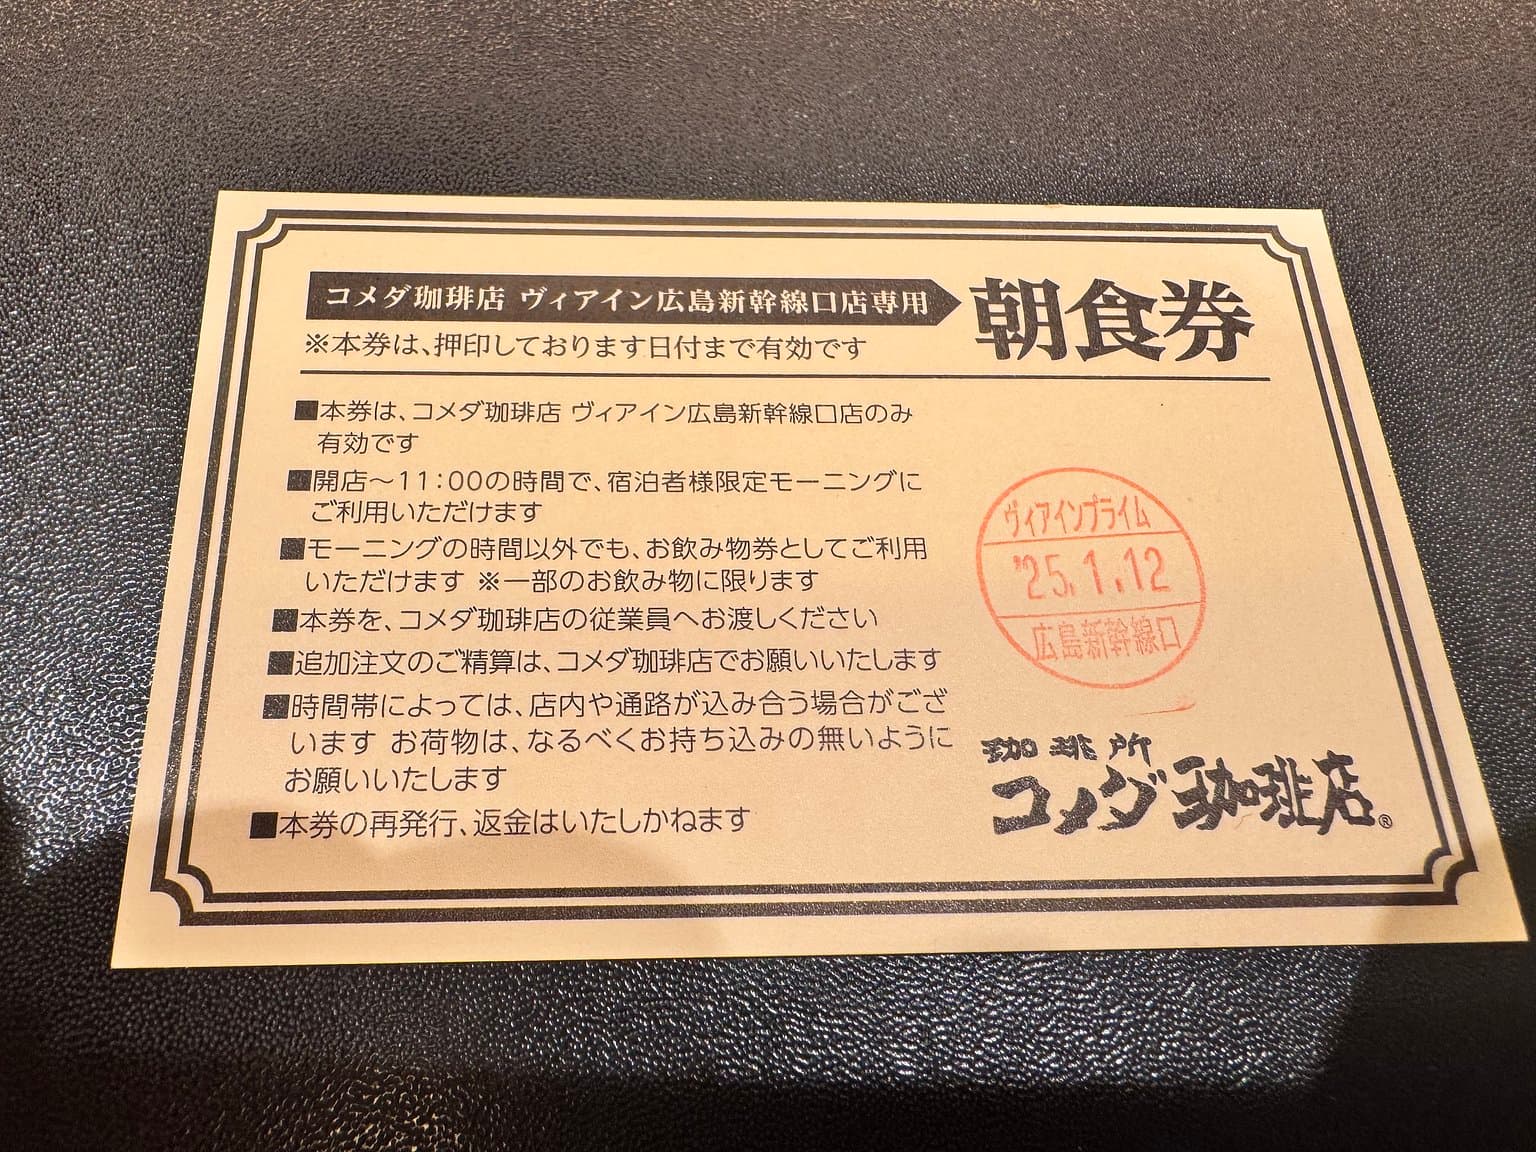 コメダ珈琲店 ヴィアイン広島新幹線口店専用
朝食券
※本券は、押印しております日付まで有効です
■本券は、コメダ珈琲店 ヴィアイン広島新幹線口店のみ
有効です
■開店～11:00の時間で、宿泊者様限定モーニングに
ご利用いただけます
■モーニングの時間以外でも、お飲み物券としてご利用
いただけます ※一部のお飲み物に限ります
■本券を、コメダ珈琲店の従業員へお渡しください
■追加注文のご精算は、コメダ珈琲店でお願いいたします
■時間帯によっては、店内や通路が込み合う場合がござ
います お荷物は、なるべくお持ち込みの無いように
お願いいたします
■本券の再発行、返金はいたしかねます
ヴィアインプライム
'25.1.12
広島新幹線口
珈琲所
コメダ珈琲店®